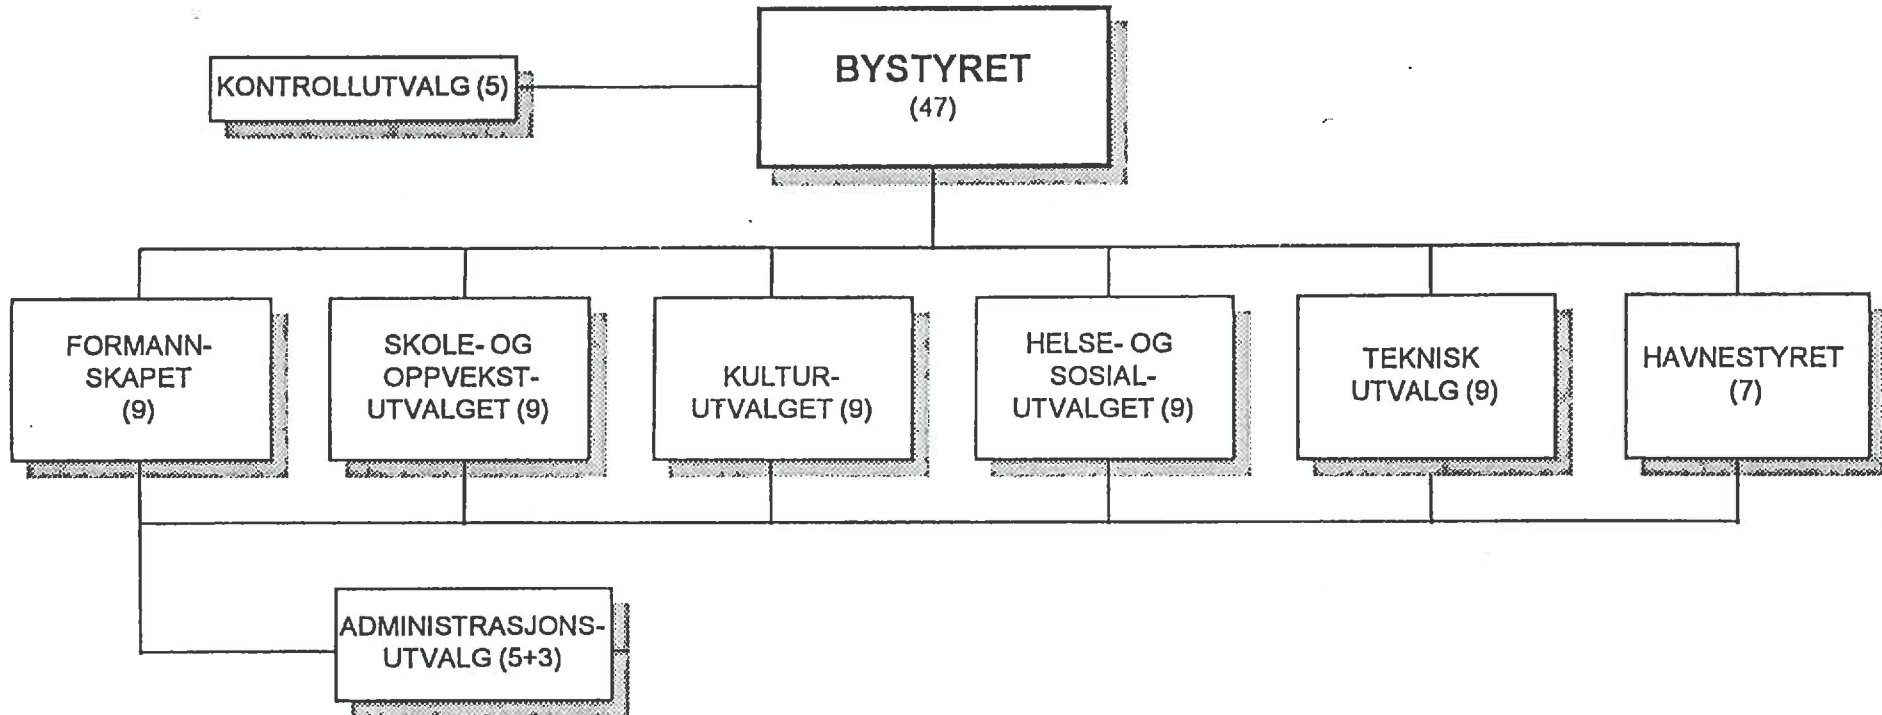 KONTROLLUTVALG (5)
BYSTYRET
(47)
FORMANN-
SKAPET
(9)
SKOLE- OG
OPPVEKST-
UTVALGET (9)
KULTUR-
UTVALGET (9)
HELSE- OG
SOSIAL-
UTVALGET (9)
TEKNISK
UTVALG (9)
HAVNESTYRET
(7)
ADMINISTRASJONS-
UTVALG (5+3)